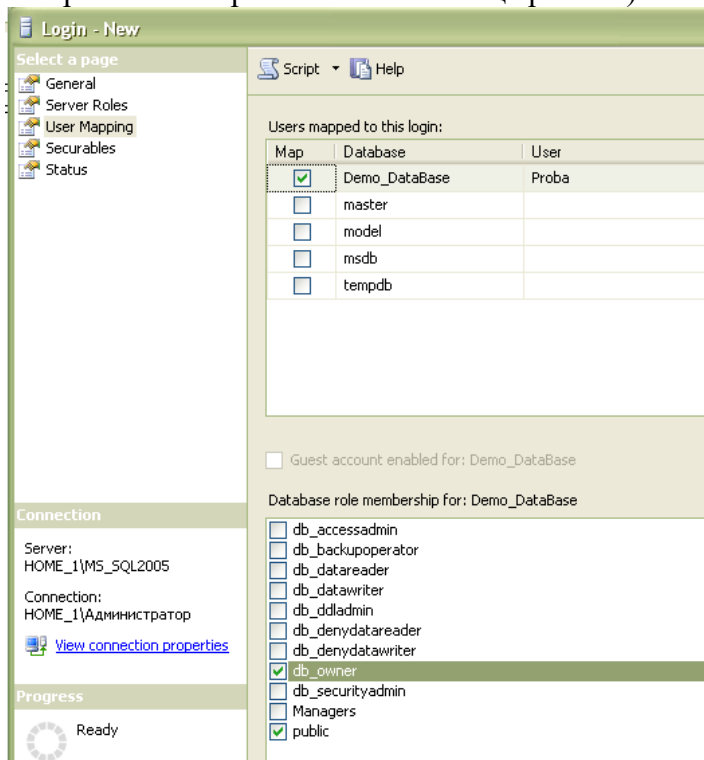 Login - New
Select a page
General
Server Roles
User Mapping
Securables
Status
Script Help
Users mapped to this login:
Map Database User
Demo_DataBase Proba
master
model
msdb
tempdb
Guest account enabled for: Demo_DataBase
Database role membership for: Demo_DataBase
db_accessadmin
db_backupoperator
db_datareader
db_datawriter
db_ddladmin
db_denydatareader
db_denydatawriter
db_owner
db_securityadmin
Managers
public
Connection
Server:
HOME_1\MS_SQL2005
Connection:
HOME_1\Администратор
View connection properties
Progress
Ready